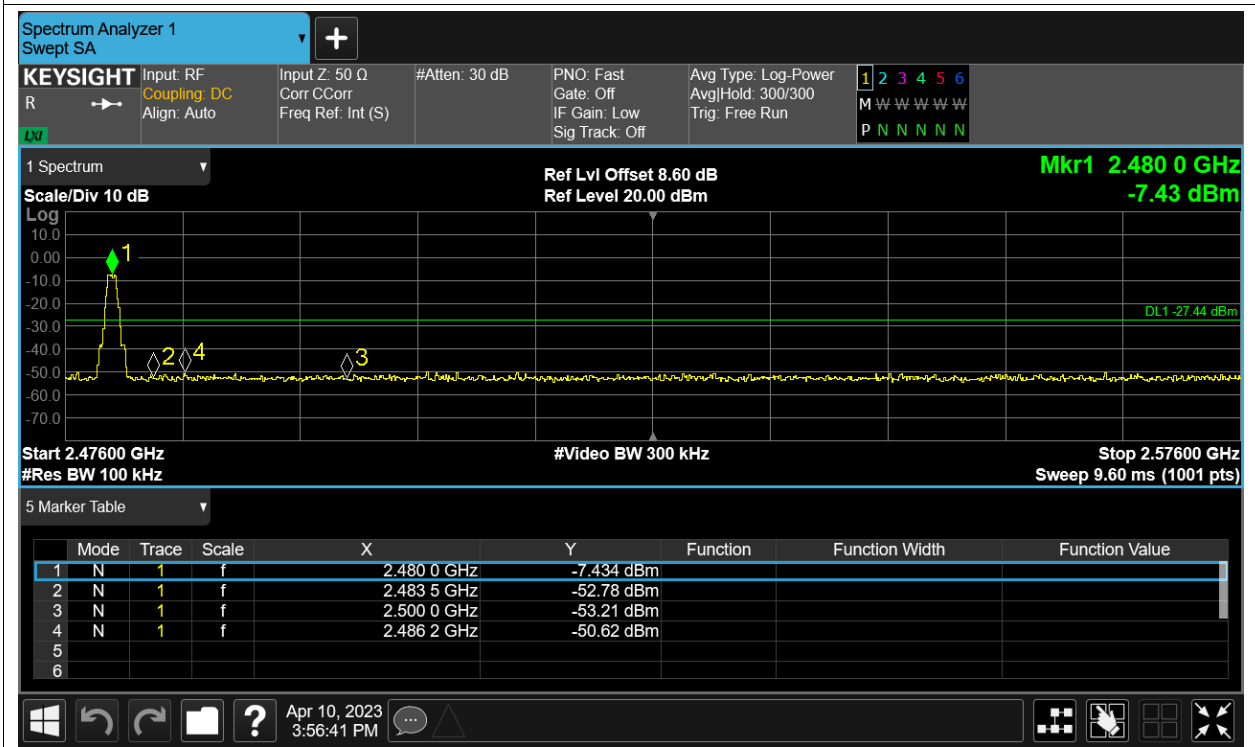 Spectrum Analyzer 1
Swept SA
KEYSIGHT
R
LXI
Input: RF
Coupling: DC
Align: Auto
Input Z: 50 Ω
Corr CCorr
Freq Ref: Int (S)
#Atten: 30 dB
PNO: Fast
Gate: Off
IF Gain: Low
Sig Track: Off
Avg Type: Log-Power
Avg|Hold: 300/300
Trig: Free Run
1 2 3 4 5 6
M W W W W W
P N N N N N
1 Spectrum
Scale/Div 10 dB
Ref Lvl Offset 8.60 dB
Ref Level 20.00 dBm
Mkr1 2.480 0 GHz
-7.43 dBm
Log
10.0
0.00
-10.0
-20.0
-30.0
-40.0
-50.0
-60.0
-70.0
1
2
4
3
DL1 -27.44 dBm
Start 2.47600 GHz
#Video BW 300 kHz
Stop 2.57600 GHz
#Res BW 100 kHz
Sweep 9.60 ms (1001 pts)
5 Marker Table
Mode Trace Scale X Y Function Function Width Function Value
1 N 1 f 2.480 0 GHz -7.434 dBm
2 N 1 f 2.483 5 GHz -52.78 dBm
3 N 1 f 2.500 0 GHz -53.21 dBm
4 N 1 f 2.486 2 GHz -50.62 dBm
5
6
?
Apr 10, 2023
3:56:41 PM